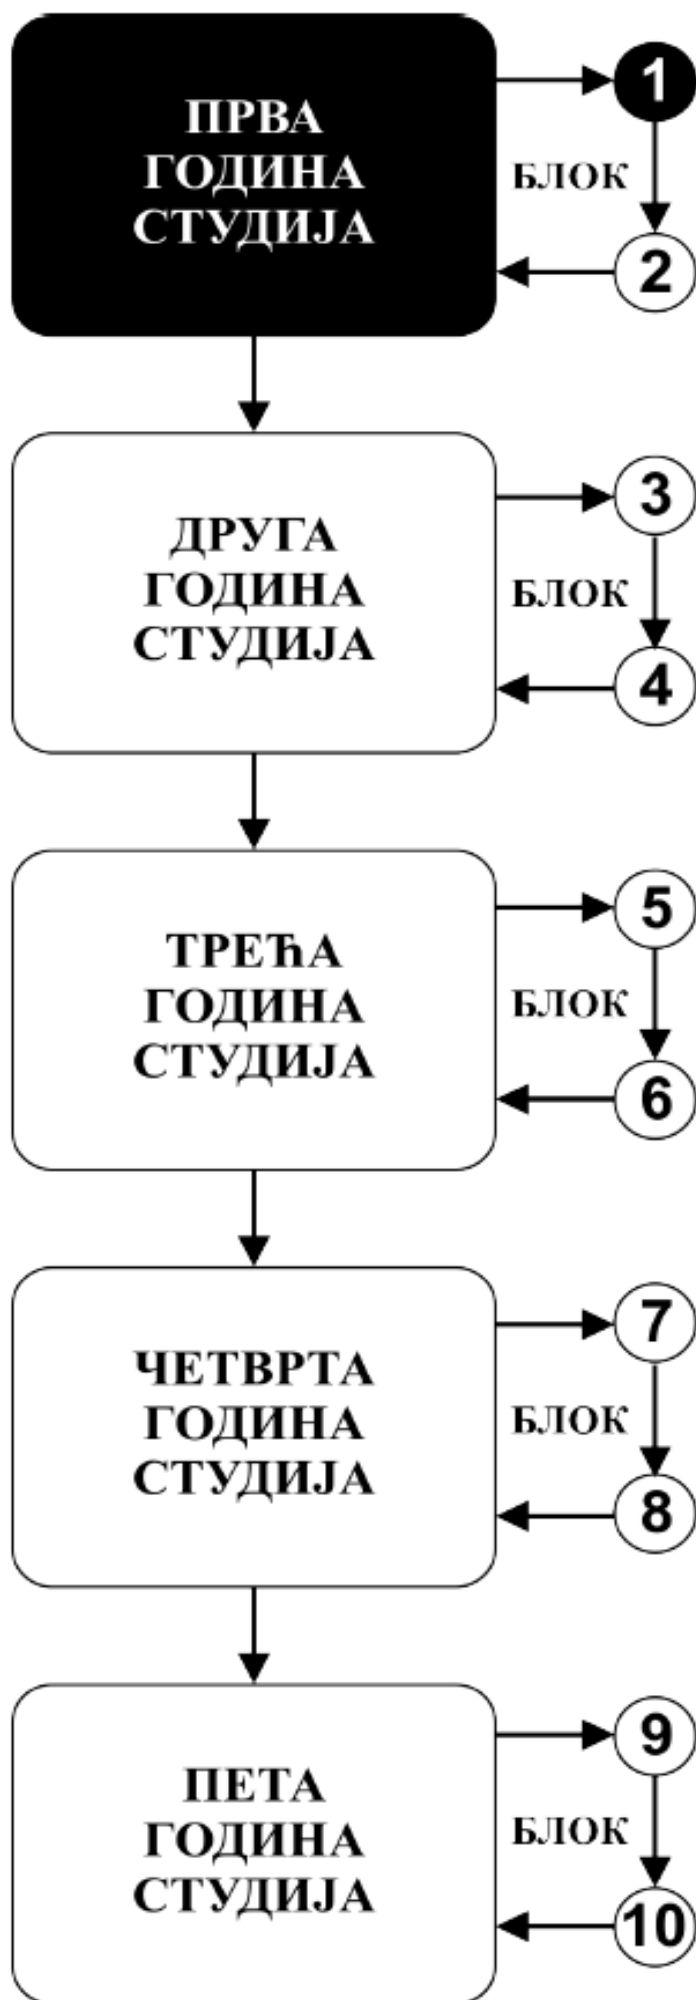 ПРВА
ГОДИНА
СТУДИЈА
1
БЛОК
2
ДРУГА
ГОДИНА
СТУДИЈА
3
БЛОК
4
ТРЕЋА
ГОДИНА
СТУДИЈА
5
БЛОК
6
ЧЕТВРТА
ГОДИНА
СТУДИЈА
7
БЛОК
8
ПЕТА
ГОДИНА
СТУДИЈА
9
БЛОК
10